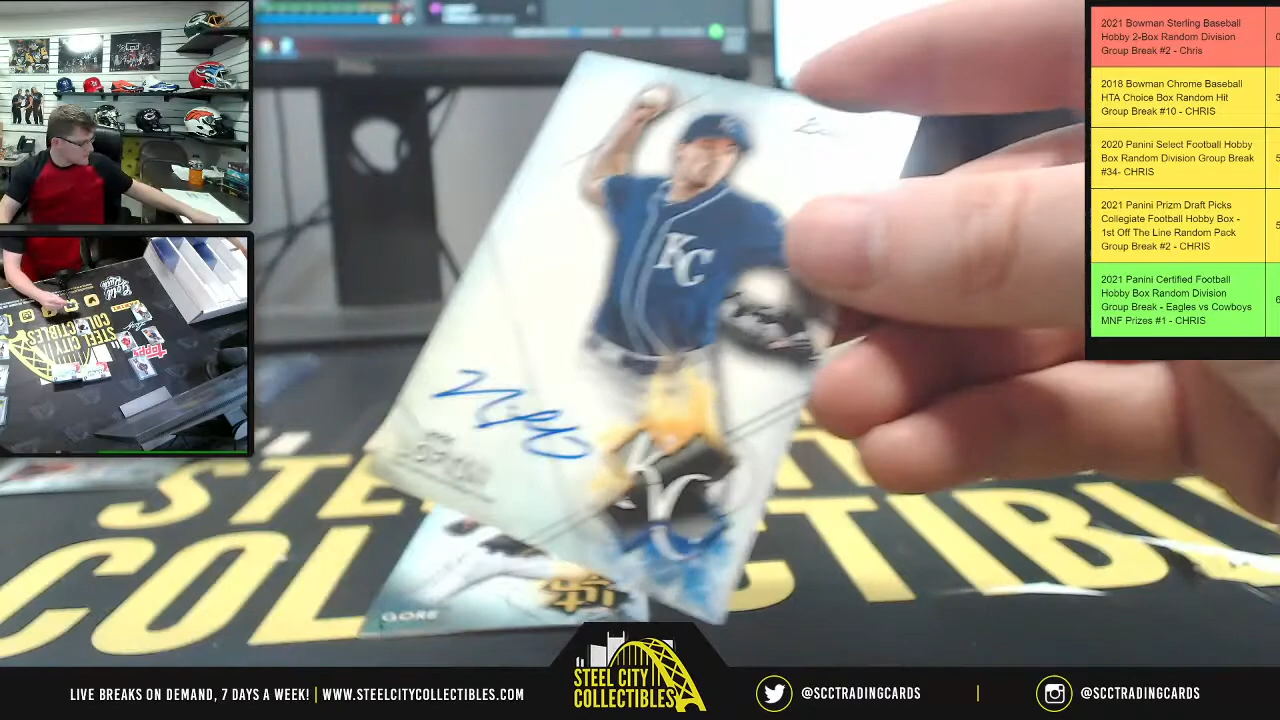 2021 Bowman Sterling Baseball
Hobby 2-Box Random Division
Group Break #2 - Chris
2018 Bowman Chrome Baseball
HTA Choice Box Random Hit
Group Break #10 - CHRIS
2020 Panini Select Football Hobby
Box Random Division Group Break
#34- CHRIS
2021 Panini Prizm Draft Picks
Collegiate Football Hobby Box -
1st Off The Line Random Pack
Group Break #2 - CHRIS
2021 Panini Certified Football
Hobby Box Random Division
Group Break - Eagles vs Cowboys
MNF Prizes #1 - CHRIS
KC
KC
GORE
STEEL CITY
COLLECTIBLES
STEEL CITY
COLLECTIBLES
topps
STEEL CITY
COLLECTIBLES
LIVE BREAKS ON DEMAND, 7 DAYS A WEEK! | WWW.STEELCITYCOLLECTIBLES.COM
@SCCTRADINGCARDS
@SCCTRADINGCARDS